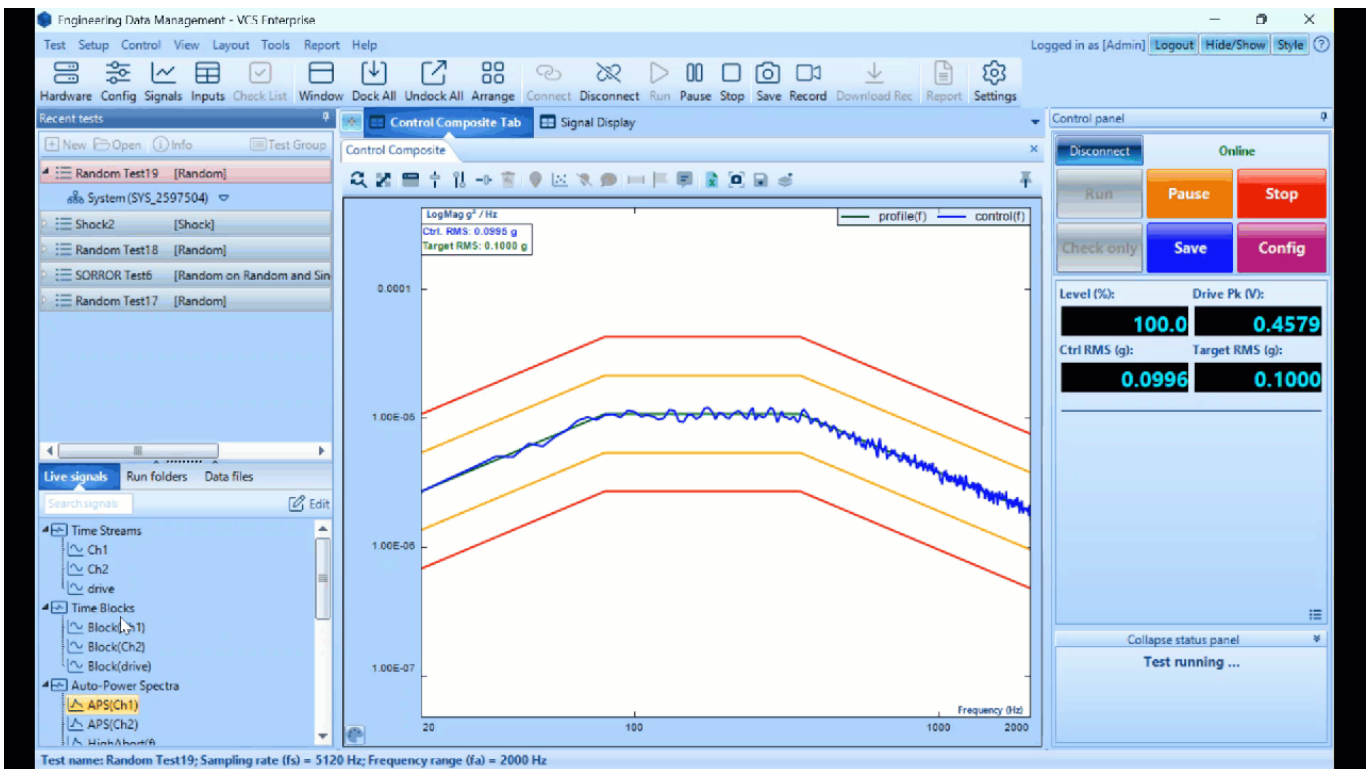 Engineering Data Management - VCS Enterprise
Test Setup Control View Layout Tools Report Help
Logged in as [Admin] Logout Hide/Show Style ?
Hardware Config Signals Inputs Check List Window Dock All Undock All Arrange Connect Disconnect Run Pause Stop Save Record Download Rec Report Settings
Recent tests
New Open Info Test Group
Random Test19 [Random]
System (SYS_2597504)
Shock2 [Shock]
Random Test18 [Random]
SORROR Test6 [Random on Random and Sin
Random Test17 [Random]
Live signals Run folders Data files
Search signals Edit
Time Streams
Ch1
Ch2
drive
Time Blocks
Block(Ch1)
Block(Ch2)
Block(drive)
Auto-Power Spectra
APS(Ch1)
APS(Ch2)
HighAbort(f)
Control Composite Tab Signal Display
Control Composite
LogMag g² / Hz
Ctrl. RMS: 0.0995 g
Target RMS: 0.1000 g
profile(f) control(f)
0.0001
1.00E-05
1.00E-06
1.00E-07
Frequency (Hz)
20 100 1000 2000
Control panel
Disconnect Online
Run Pause Stop
Check only Save Config
Level (%): Drive Pk (V):
100.0 0.4579
Ctrl RMS (g): Target RMS (g):
0.0996 0.1000
Collapse status panel
Test running ...
Test name: Random Test19; Sampling rate (fs) = 5120 Hz; Frequency range (fa) = 2000 Hz